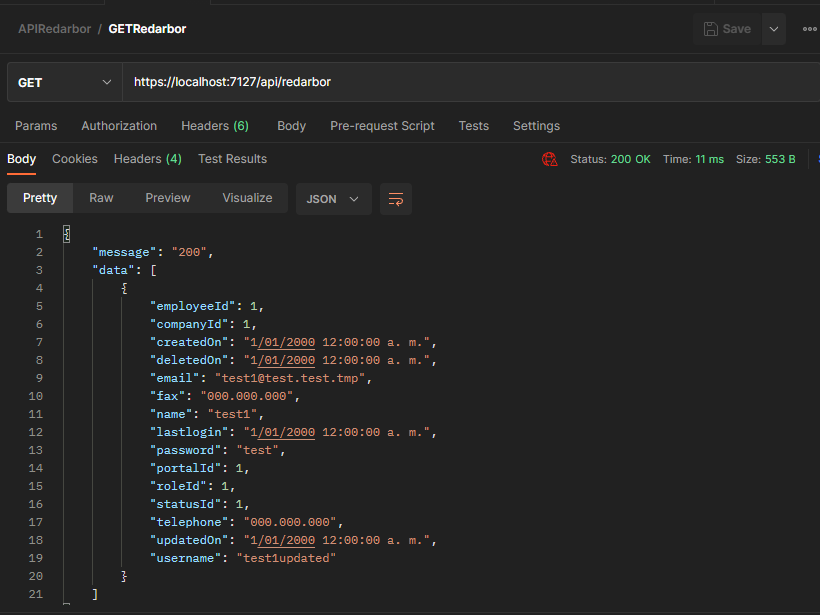 APIRedarbor / GETRedarbor
Save
GET https://localhost:7127/api/redarbor
Params Authorization Headers (6) Body Pre-request Script Tests Settings
Body Cookies Headers (4) Test Results Status: 200 OK Time: 11 ms Size: 553 B
Pretty Raw Preview Visualize JSON
1 {
2 "message": "200",
3 "data": [
4 {
5 "employeeId": 1,
6 "companyId": 1,
7 "createdOn": "1/01/2000 12:00:00 a. m.",
8 "deletedOn": "1/01/2000 12:00:00 a. m.",
9 "email": "test1@test.test.tmp",
10 "fax": "000.000.000",
11 "name": "test1",
12 "lastlogin": "1/01/2000 12:00:00 a. m.",
13 "password": "test",
14 "portalId": 1,
15 "roleId": 1,
16 "statusId": 1,
17 "telephone": "000.000.000",
18 "updatedOn": "1/01/2000 12:00:00 a. m.",
19 "username": "test1updated"
20 }
21 ]